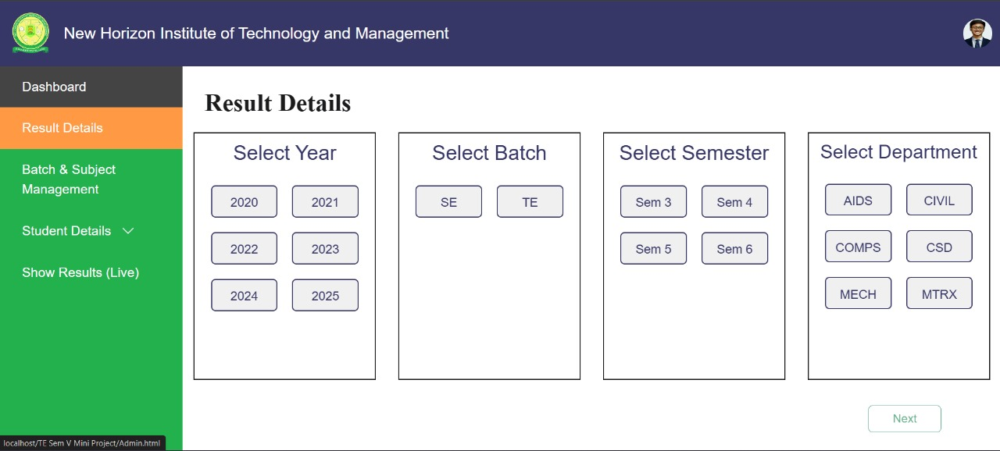 New Horizon Institute of Technology and Management
Dashboard
Result Details
Batch & Subject
Management
Student Details
Show Results (Live)
Result Details
Select Year
2020 2021
2022 2023
2024 2025
Select Batch
SE TE
Select Semester
Sem 3 Sem 4
Sem 5 Sem 6
Select Department
AIDS CIVIL
COMPS CSD
MECH MTRX
Next
localhost/TE Sem V Mini Project/Admin.html